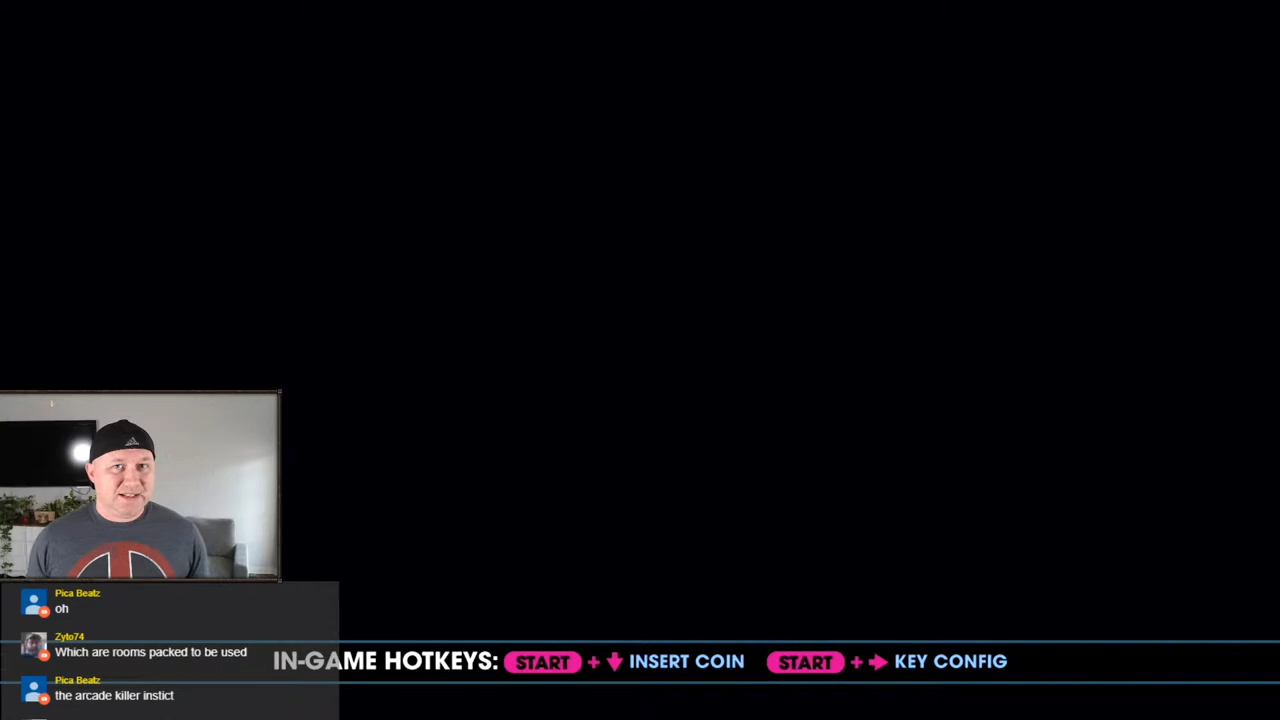 Pica Beatz
oh
Zyto74
Which are rooms packed to be used
Pica Beatz
the arcade killer instict
IN-GAME HOTKEYS: START + INSERT COIN START + KEY CONFIG